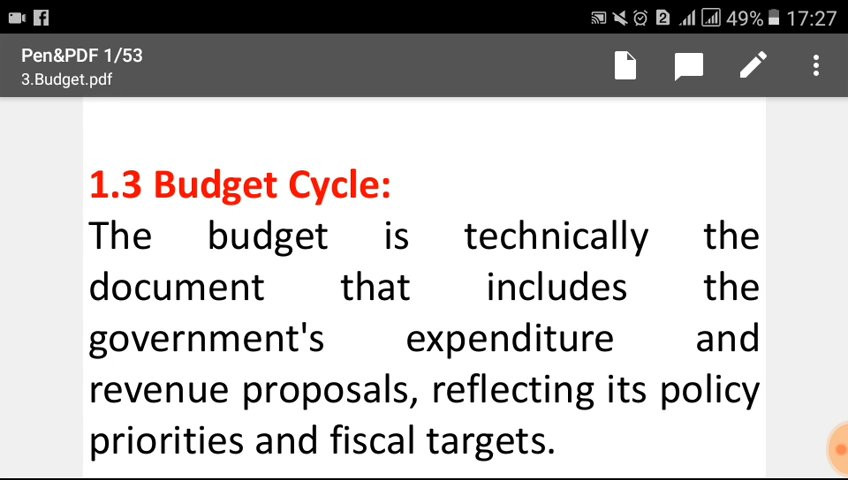 49% 17:27
Pen&PDF 1/53
3.Budget.pdf
1.3 Budget Cycle:
The budget is technically the
document that includes the
government's expenditure and
revenue proposals, reflecting its policy
priorities and fiscal targets.